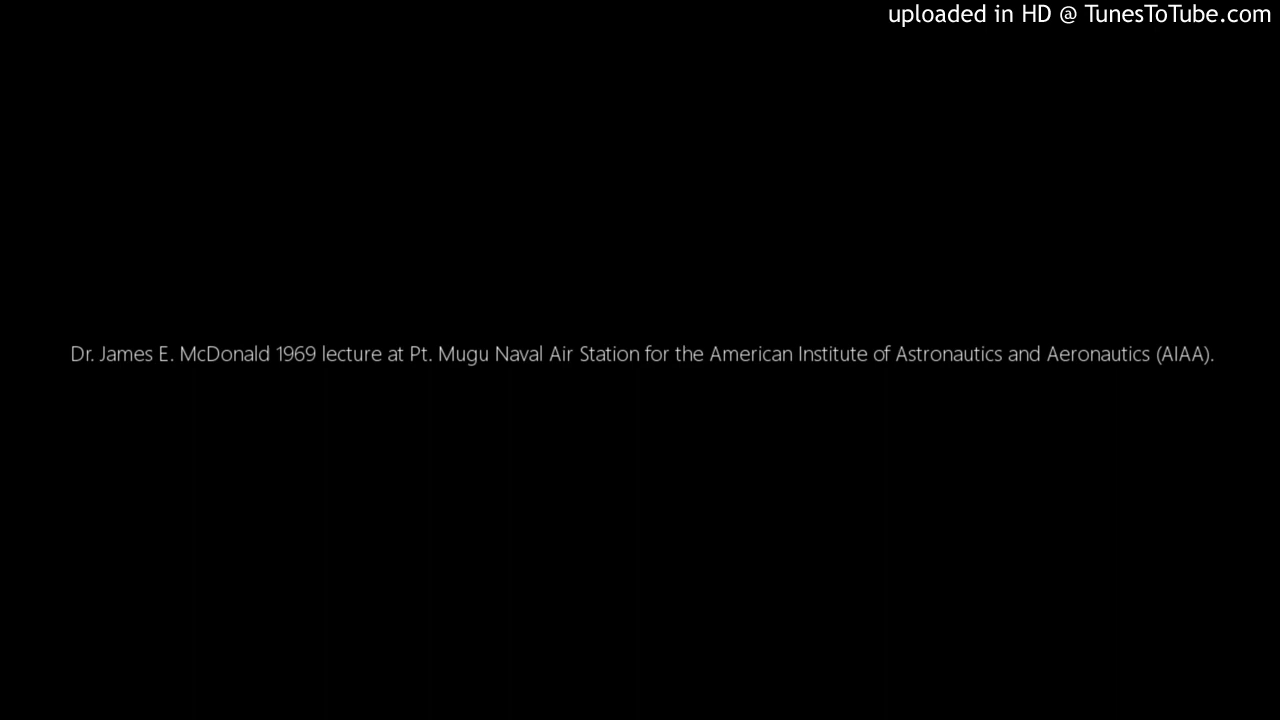 uploaded in HD @ TunesToTube.com
Dr. James E. McDonald 1969 lecture at Pt. Mugu Naval Air Station for the American Institute of Astronautics and Aeronautics (AIAA).